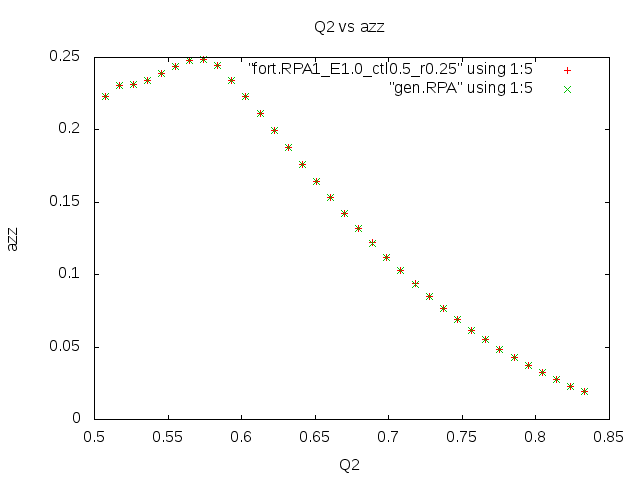 Q2 vs azz
"fort.RPA1_E1.0_ctl0.5_r0.25" using 1:5
"gen.RPA" using 1:5
azz
0.25
0.2
0.15
0.1
0.05
0
0.5 0.55 0.6 0.65 0.7 0.75 0.8 0.85
Q2